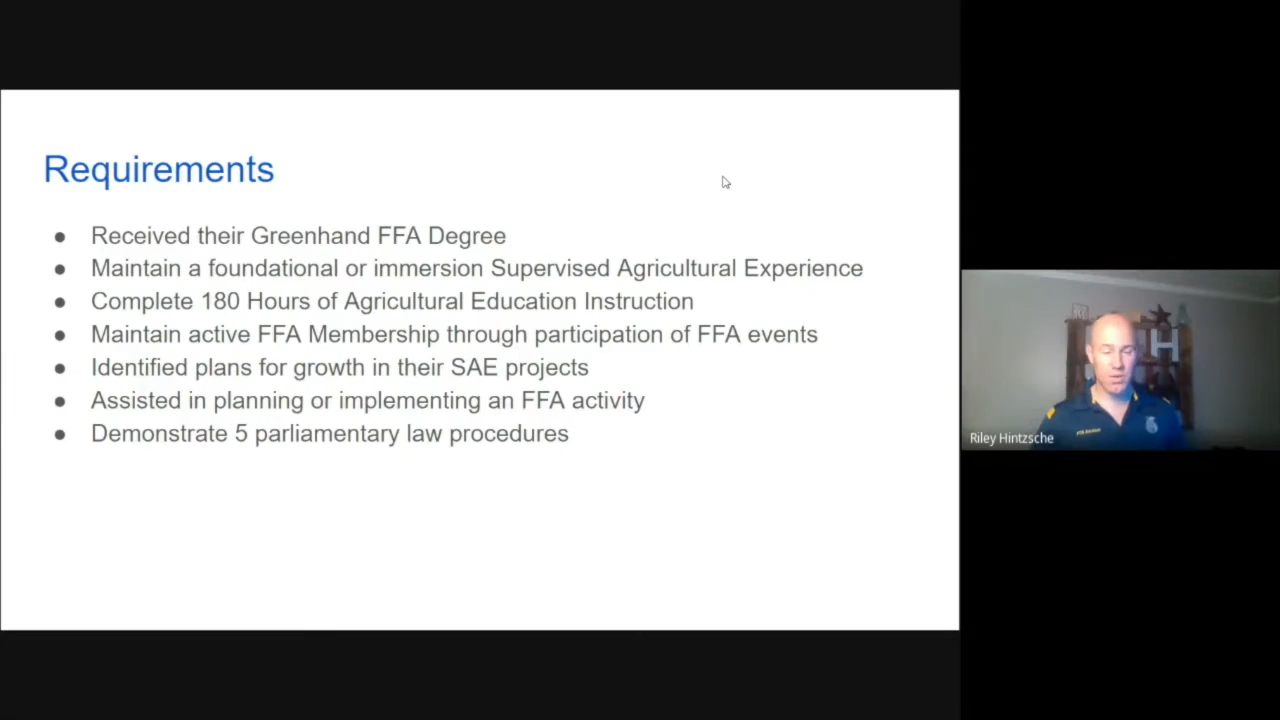 Requirements
● Received their Greenhand FFA Degree
● Maintain a foundational or immersion Supervised Agricultural Experience
● Complete 180 Hours of Agricultural Education Instruction
● Maintain active FFA Membership through participation of FFA events
● Identified plans for growth in their SAE projects
● Assisted in planning or implementing an FFA activity
● Demonstrate 5 parliamentary law procedures
H
Riley Hintzsche